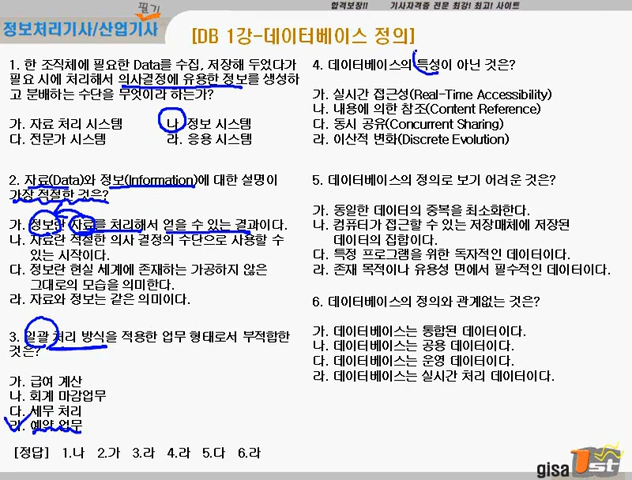 합격보장!! 기사자격증 전문 최강! 최고! 사이트
필기
정보처리기사/산업기사
[DB 1강-데이터베이스 정의]
1. 한 조직체에 필요한 Data를 수집, 저장해 두었다가
필요 시에 처리해서 의사결정에 유용한 정보를 생성하
고 분배하는 수단을 무엇이라 하는가?
가. 자료 처리 시스템 나. 정보 시스템
다. 전문가 시스템 라. 응용 시스템
2. 자료(Data)와 정보(Information)에 대한 설명이
가장 적절한 것은?
가. 정보란 자료를 처리해서 얻을 수 있는 결과이다.
나. 자료란 적절한 의사 결정의 수단으로 사용할 수
있는 시작이다.
다. 정보란 현실 세계에 존재하는 가공하지 않은
그대로의 모습을 의미한다.
라. 자료와 정보는 같은 의미이다.
3. 일괄 처리 방식을 적용한 업무 형태로서 부적합한
것은?
가. 급여 계산
나. 회계 마감업무
다. 세무 처리
라. 예약 업무
[정답] 1.나 2.가 3.라 4.라 5.다 6.라
4. 데이터베이스의 특성이 아닌 것은?
가. 실시간 접근성(Real-Time Accessibility)
나. 내용에 의한 참조(Content Reference)
다. 동시 공유(Concurrent Sharing)
라. 이산적 변화(Discrete Evolution)
5. 데이터베이스의 정의로 보기 어려운 것은?
가. 동일한 데이터의 중복을 최소화한다.
나. 컴퓨터가 접근할 수 있는 저장매체에 저장된
데이터의 집합이다.
다. 특정 프로그램을 위한 독자적인 데이터이다.
라. 존재 목적이나 유용성 면에서 필수적인 데이터이다.
6. 데이터베이스의 정의와 관계없는 것은?
가. 데이터베이스는 통합된 데이터이다.
나. 데이터베이스는 공용 데이터이다.
다. 데이터베이스는 운영 데이터이다.
라. 데이터베이스는 실시간 처리 데이터이다.
gisa 1st